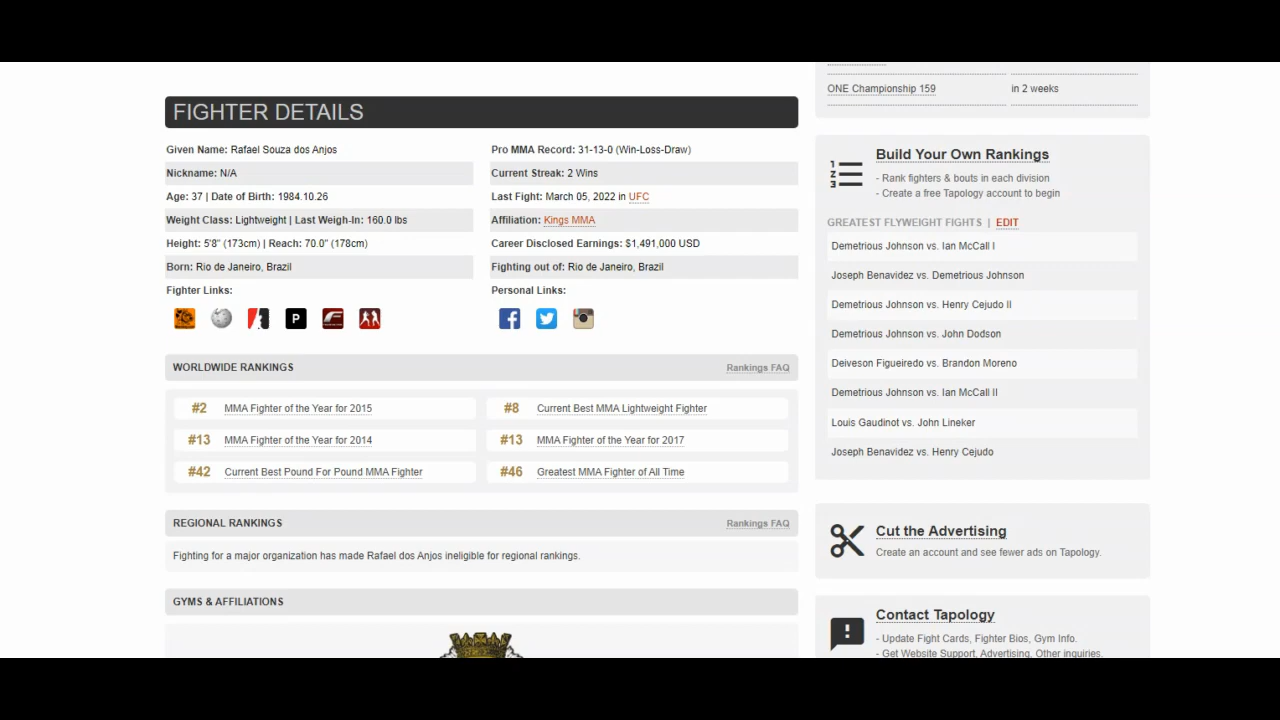 FIGHTER DETAILS
Given Name: Rafael Souza dos Anjos
Pro MMA Record: 31-13-0 (Win-Loss-Draw)
Nickname: N/A
Current Streak: 2 Wins
Age: 37 | Date of Birth: 1984.10.26
Last Fight: March 05, 2022 in UFC
Weight Class: Lightweight | Last Weigh-In: 160.0 lbs
Affiliation: Kings MMA
Height: 5'8" (173cm) | Reach: 70.0" (178cm)
Career Disclosed Earnings: $1,491,000 USD
Born: Rio de Janeiro, Brazil
Fighting out of: Rio de Janeiro, Brazil
Fighter Links:
Personal Links:
P
WORLDWIDE RANKINGS
Rankings FAQ
#2 MMA Fighter of the Year for 2015
#8 Current Best MMA Lightweight Fighter
#13 MMA Fighter of the Year for 2014
#13 MMA Fighter of the Year for 2017
#42 Current Best Pound For Pound MMA Fighter
#46 Greatest MMA Fighter of All Time
REGIONAL RANKINGS
Rankings FAQ
Fighting for a major organization has made Rafael dos Anjos ineligible for regional rankings.
GYMS & AFFILIATIONS
ONE Championship 159 in 2 weeks
1
2
3
Build Your Own Rankings
- Rank fighters & bouts in each division
- Create a free Tapology account to begin
GREATEST FLYWEIGHT FIGHTS | EDIT
Demetrious Johnson vs. Ian McCall I
Joseph Benavidez vs. Demetrious Johnson
Demetrious Johnson vs. Henry Cejudo II
Demetrious Johnson vs. John Dodson
Deiveson Figueiredo vs. Brandon Moreno
Demetrious Johnson vs. Ian McCall II
Louis Gaudinot vs. John Lineker
Joseph Benavidez vs. Henry Cejudo
Cut the Advertising
Create an account and see fewer ads on Tapology.
Contact Tapology
- Update Fight Cards, Fighter Bios, Gym Info.
- Get Website Support, Advertising, Other inquiries.